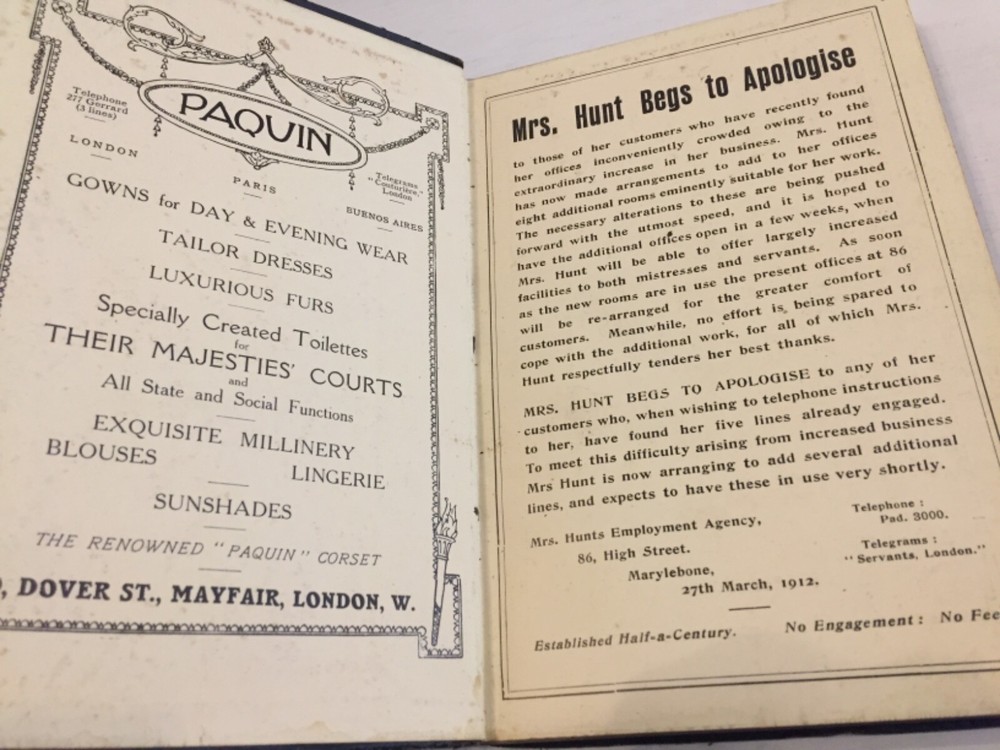 PAQUIN
Telephone
277 Gerrard
(3 lines)
LONDON
PARIS
Telegrams
"Couturière,"
London
BUENOS AIRES
GOWNS for DAY & EVENING WEAR
TAILOR DRESSES
LUXURIOUS FURS
Specially Created Toilettes
for
THEIR MAJESTIES' COURTS
and
All State and Social Functions
EXQUISITE MILLINERY
BLOUSES LINGERIE
SUNSHADES
THE RENOWNED "PAQUIN" CORSET
, DOVER ST., MAYFAIR, LONDON, W.
Mrs. Hunt Begs to Apologise
to those of her customers who have recently found
her offices inconveniently crowded owing to the
extraordinary increase in her business. Mrs. Hunt
has now made arrangements to add to her offices
eight additional rooms eminently suitable for her work.
The necessary alterations to these are being pushed
forward with the utmost speed, and it is hoped to
have the additional offices open in a few weeks, when
Mrs. Hunt will be able to offer largely increased
facilities to both mistresses and servants. As soon
as the new rooms are in use the present offices at 86
will be re-arranged for the greater comfort of
customers. Meanwhile, no effort is being spared to
cope with the additional work, for all of which Mrs.
Hunt respectfully tenders her best thanks.
MRS. HUNT BEGS TO APOLOGISE to any of her
customers who, when wishing to telephone instructions
to her, have found her five lines already engaged.
To meet this difficulty arising from increased business
Mrs Hunt is now arranging to add several additional
lines, and expects to have these in use very shortly.
Mrs. Hunts Employment Agency,
86, High Street.
Marylebone,
27th March, 1912.
Telephone :
Pad. 3000.
Telegrams :
"Servants, London."
Established Half-a-Century. No Engagement : No Fee